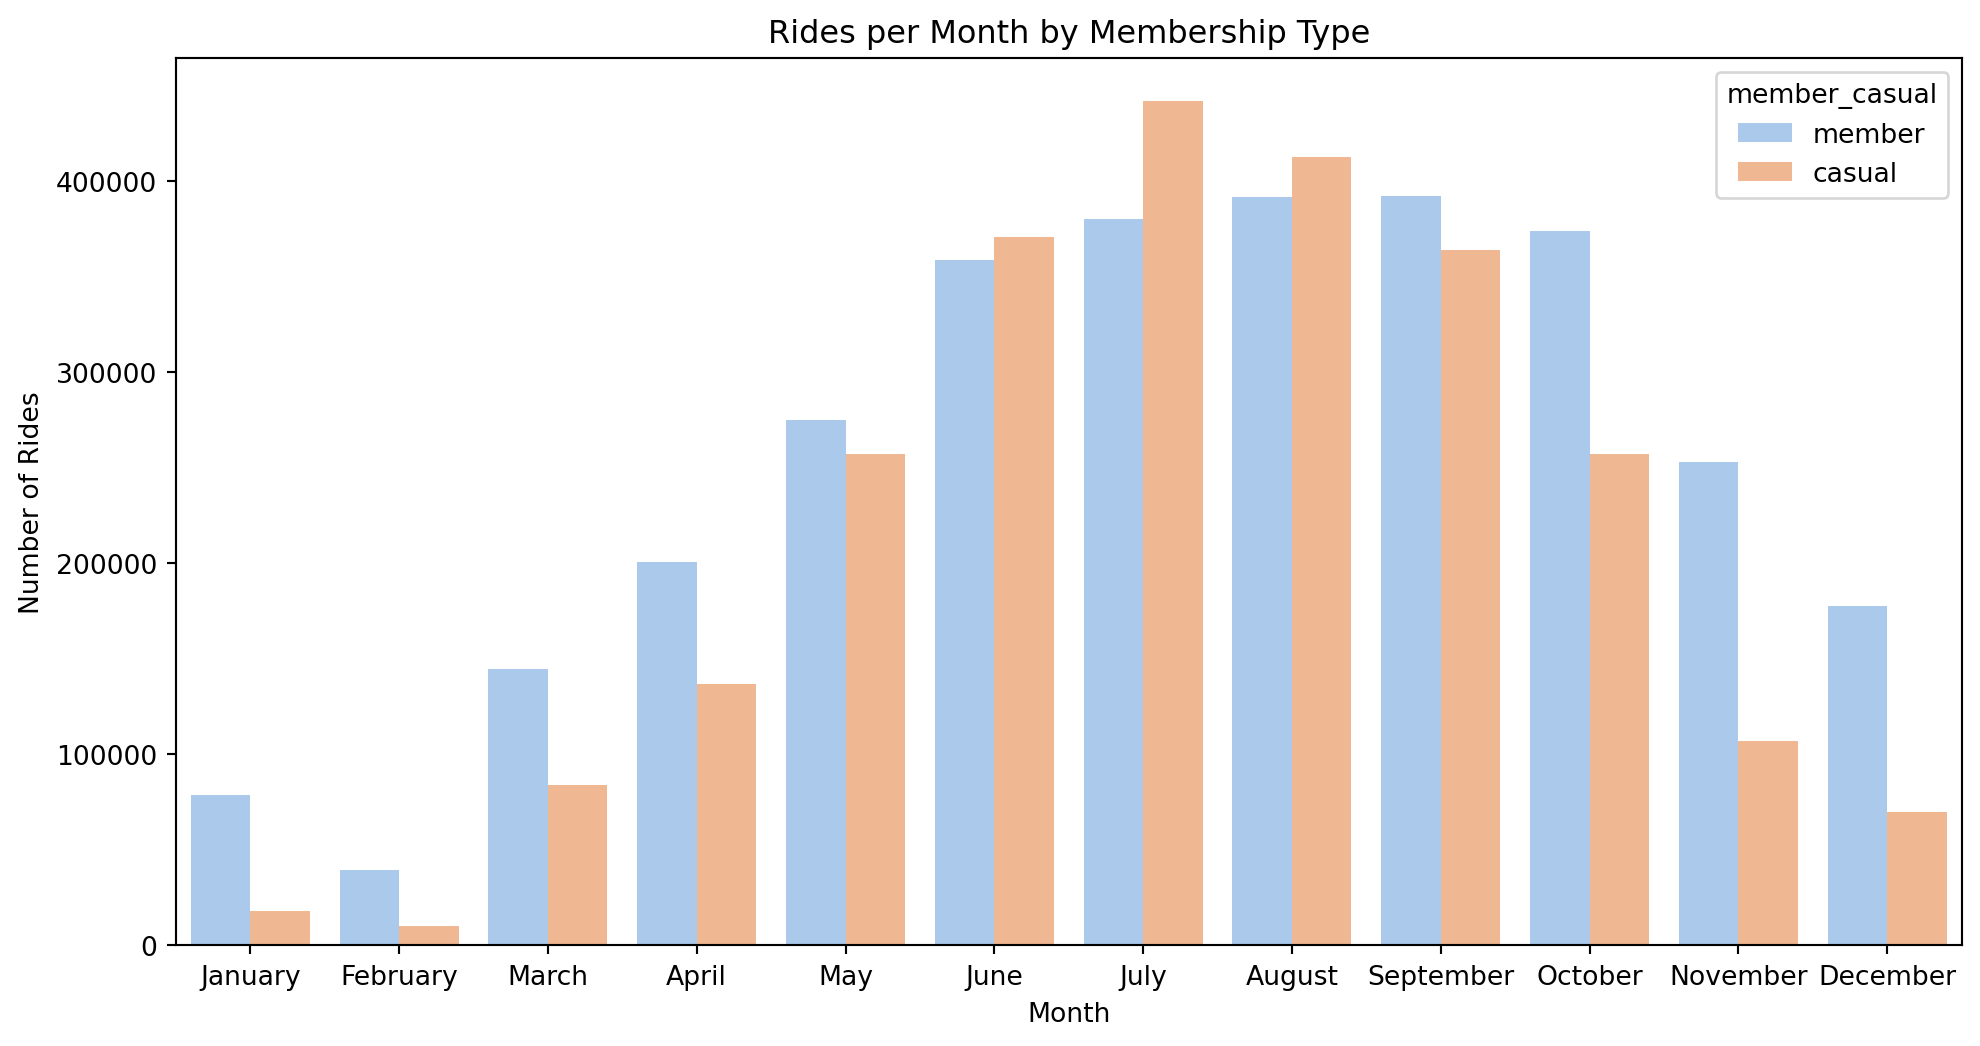 Rides per Month by Membership Type
member_casual
member
casual
400000
300000
200000
100000
0
Number of Rides
January February March April May June July August September October November December
Month